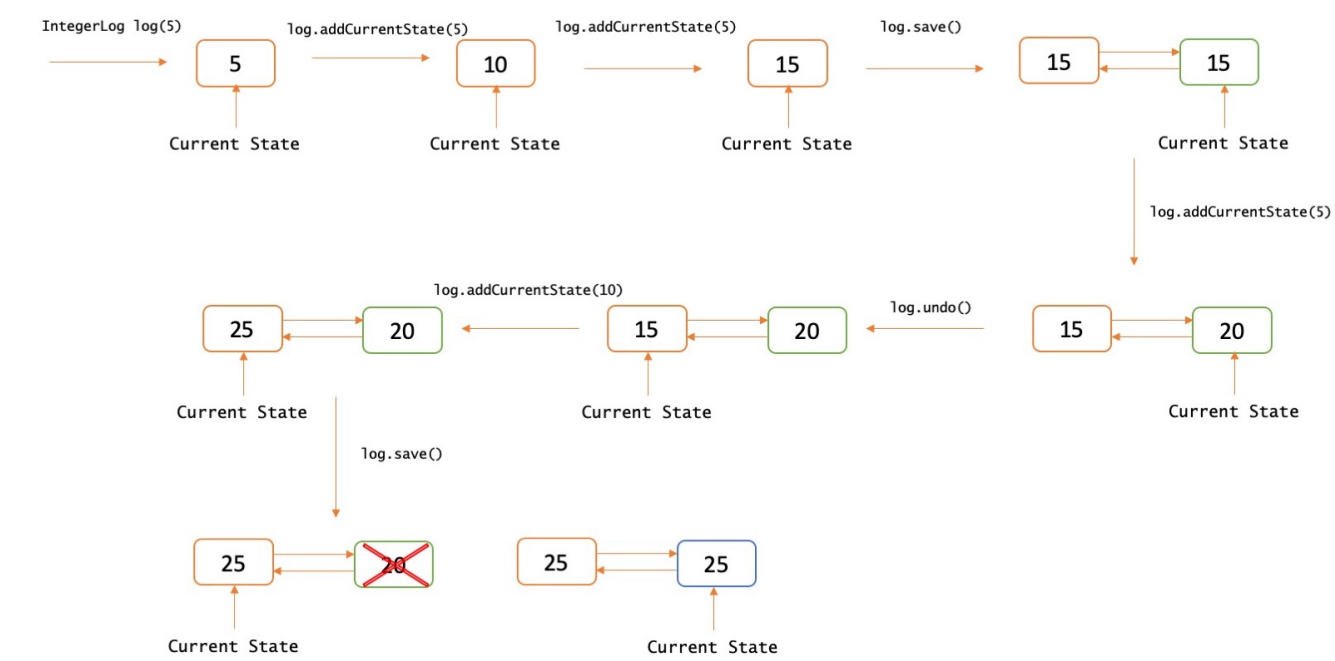 IntegerLog log(5)
log.addCurrentState(5)
log.addCurrentState(5)
log.save()
5
10
15
15
15
Current State
Current State
Current State
Current State
log.addCurrentState(5)
log.addCurrentState(10)
log.undo()
25
20
15
20
15
20
Current State
Current State
Current State
log.save()
25
20
25
25
Current State
Current State